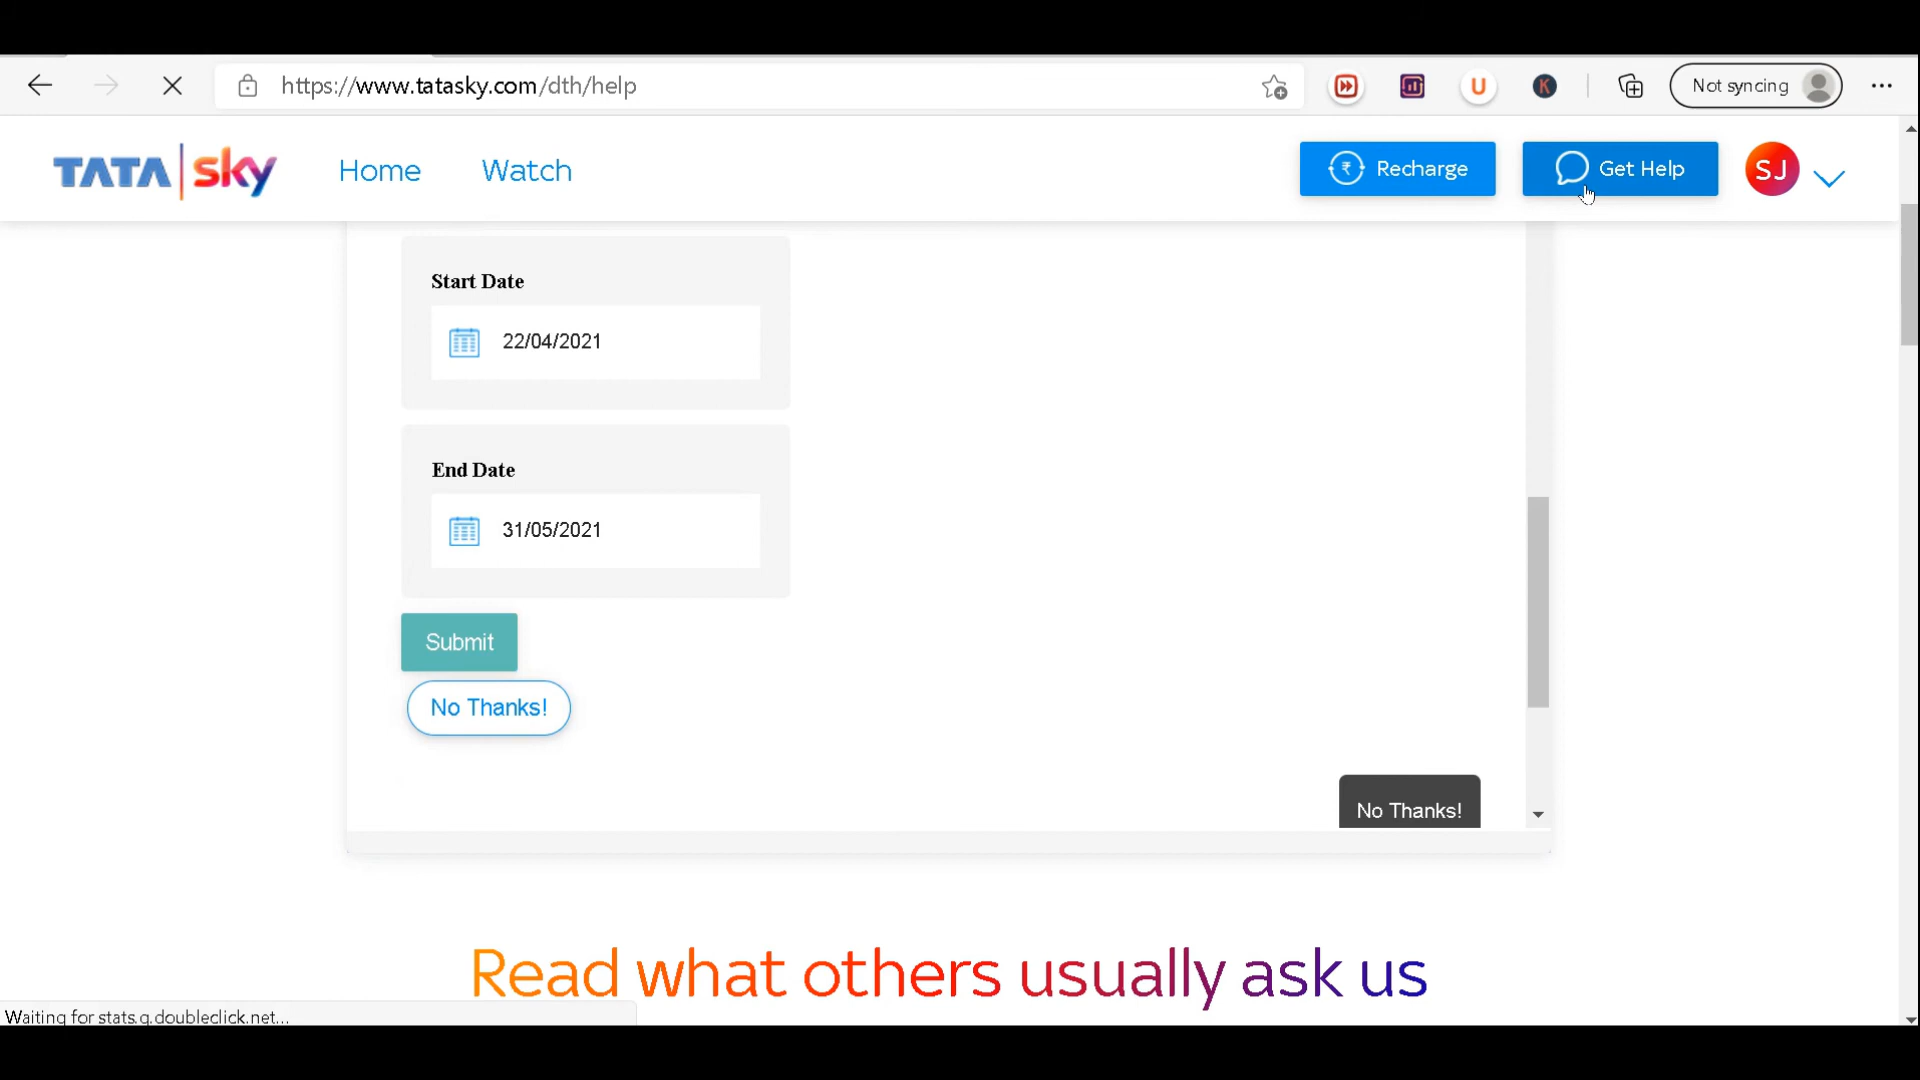 https://www.tatasky.com/dth/help
Not syncing
TATA sky
Home
Watch
Recharge
Get Help
SJ
Start Date
22/04/2021
End Date
31/05/2021
Submit
No Thanks!
No Thanks!
Read what others usually ask us
Waiting for stats.g.doubleclick.net...